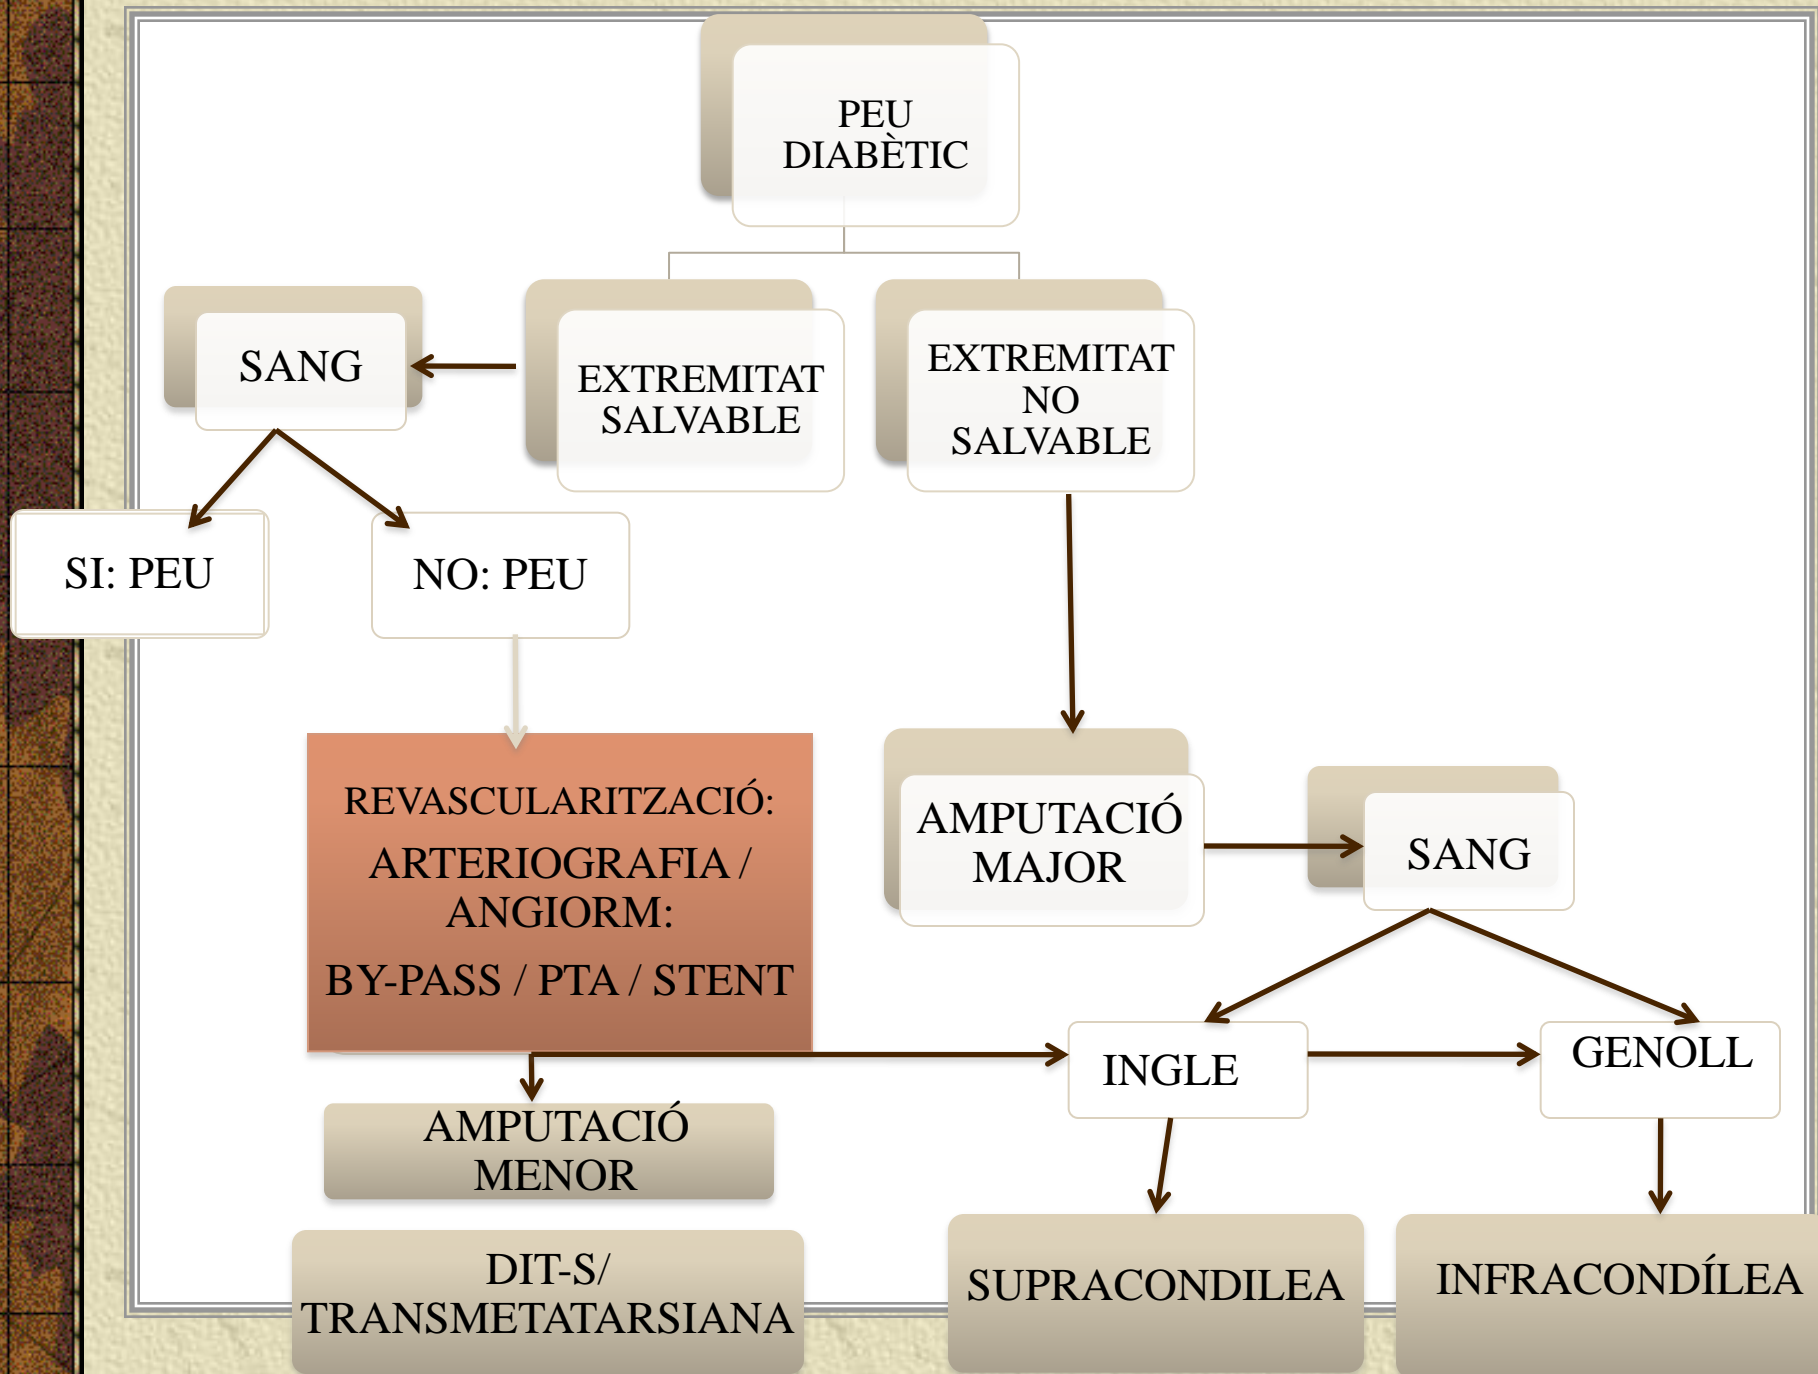 PEU
DIABÈTIC
SANG
EXTREMITAT
SALVABLE
EXTREMITAT
NO
SALVABLE
SI: PEU
NO: PEU
REVASCULARITZACIÓ:
ARTERIOGRAFIA /
ANGIORM:
BY-PASS / PTA / STENT
AMPUTACIÓ
MAJOR
SANG
INGLE
GENOLL
AMPUTACIÓ
MENOR
DIT-S/
TRANSMETATARSIANA
SUPRACONDILEA
INFRACONDÍLEA